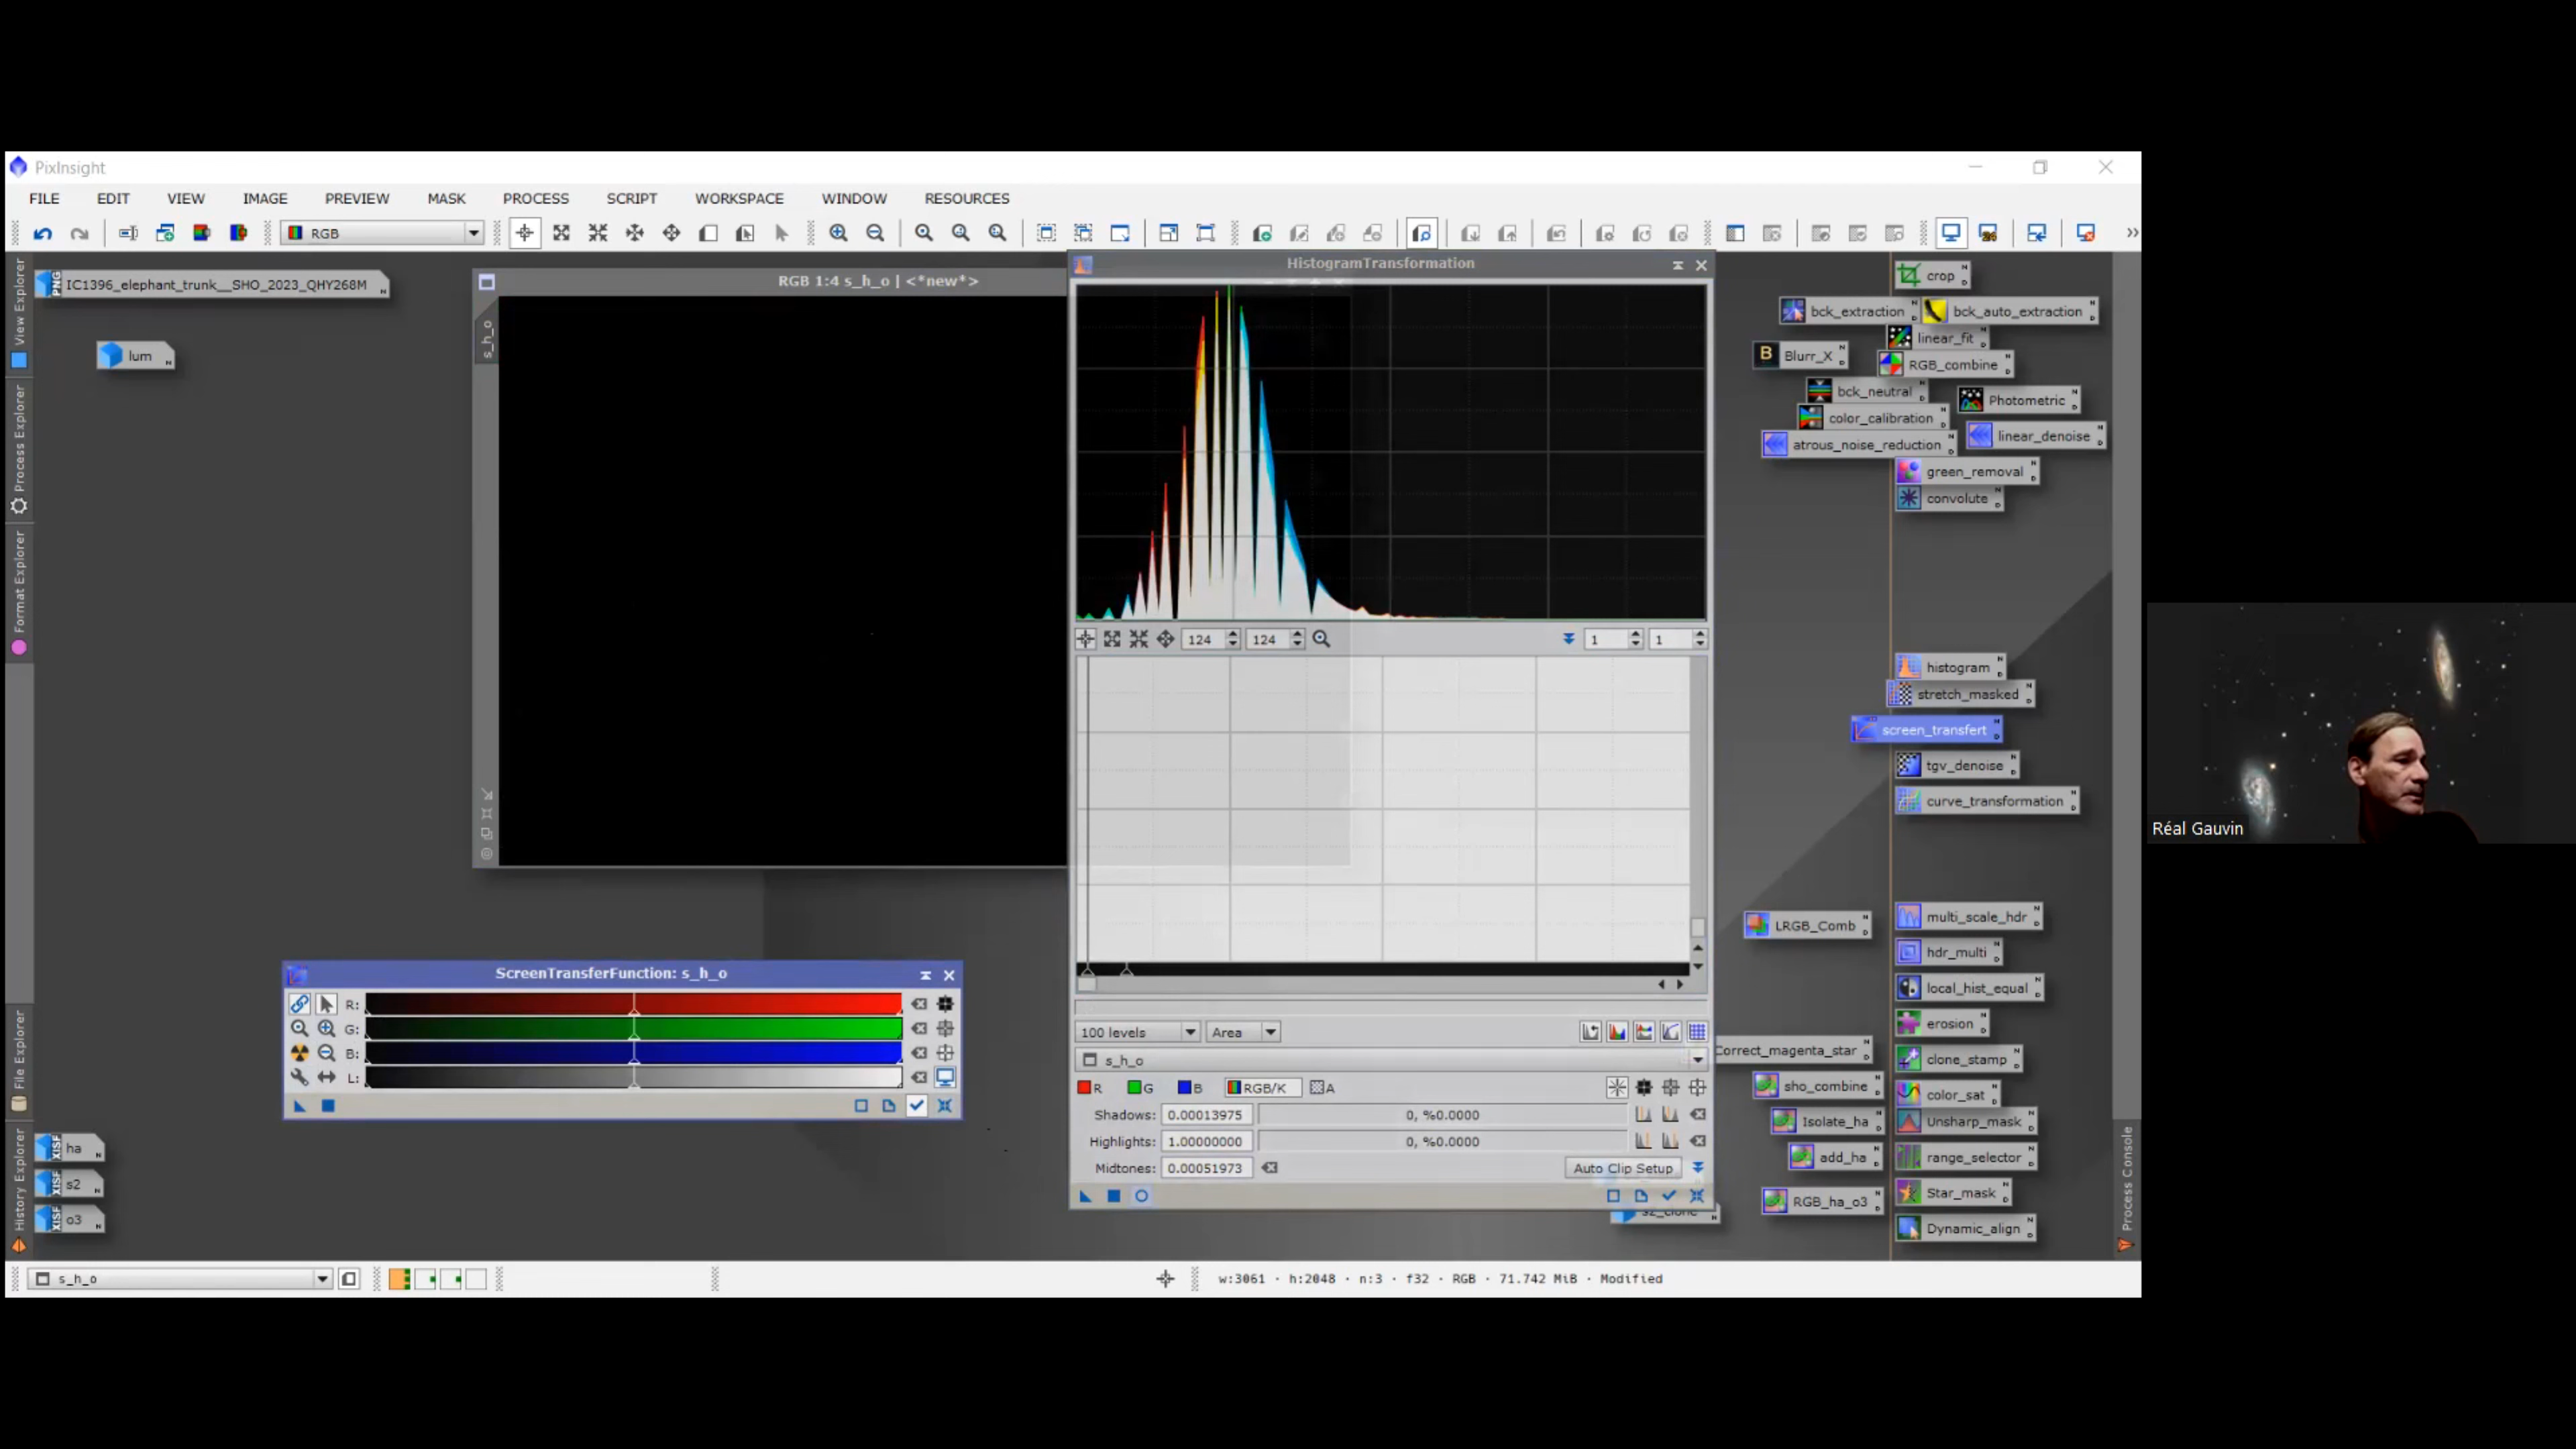 PixInsight
FILE EDIT VIEW IMAGE PREVIEW MASK PROCESS SCRIPT WORKSPACE WINDOW RESOURCES
RGB
View Explorer
Process Explorer
Format Explorer
File Explorer
History Explorer
IC1396_elephant_trunk__SHO_2023_QHY268M
PNG
lum
RGB 1:4 s_h_o | <*new*>
s_h_o
HistogramTransformation
124 124 1 1
100 levels Area
s_h_o
R G B RGB/K A
Shadows: 0.00013975 0, %0.0000
Highlights: 1.00000000 0, %0.0000
Midtones: 0.00051973 Auto Clip Setup
ScreenTransferFunction: s_h_o
R:
G:
B:
L:
XISF ha
XISF s2
XISF o3
crop
bck_extraction bck_auto_extraction
linear_fit
B Blurr_X RGB_combine
bck_neutral Photometric
color_calibration
linear_denoise
atrous_noise_reduction
green_removal
convolute
histogram
stretch_masked
screen_transfert
tgv_denoise
curve_transformation
LRGB_Comb multi_scale_hdr
hdr_multi
local_hist_equal
erosion
Correct_magenta_star clone_stamp
sho_combine color_sat
Isolate_ha Unsharp_mask
add_ha range_selector
RGB_ha_o3 Star_mask
Dynamic_align
Process Console
s_h_o
w:3061 · h:2048 · n:3 · f32 · RGB · 71.742 MiB · Modified
Réal Gauvin